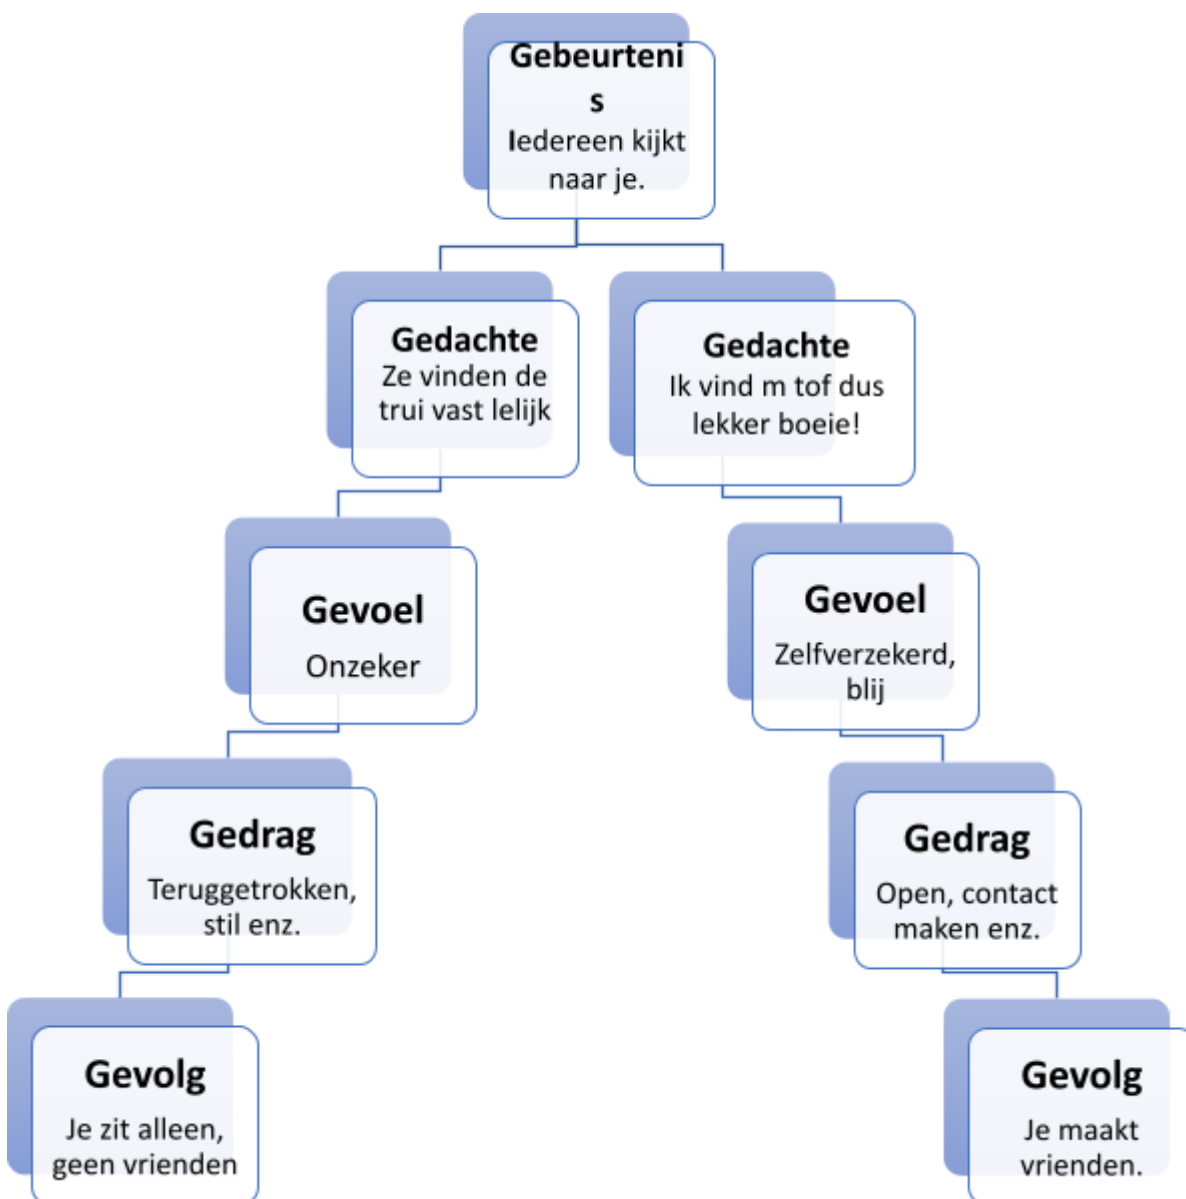 Gebeurteni
s
Iedereen kijkt
naar je.
Gedachte
Ze vinden de
trui vast lelijk
Gedachte
Ik vind m tof dus
lekker boeie!
Gevoel
Onzeker
Gevoel
Zelfverzekerd,
blij
Gedrag
Teruggetrokken,
stil enz.
Gedrag
Open, contact
maken enz.
Gevolg
Je zit alleen,
geen vrienden
Gevolg
Je maakt
vrienden.